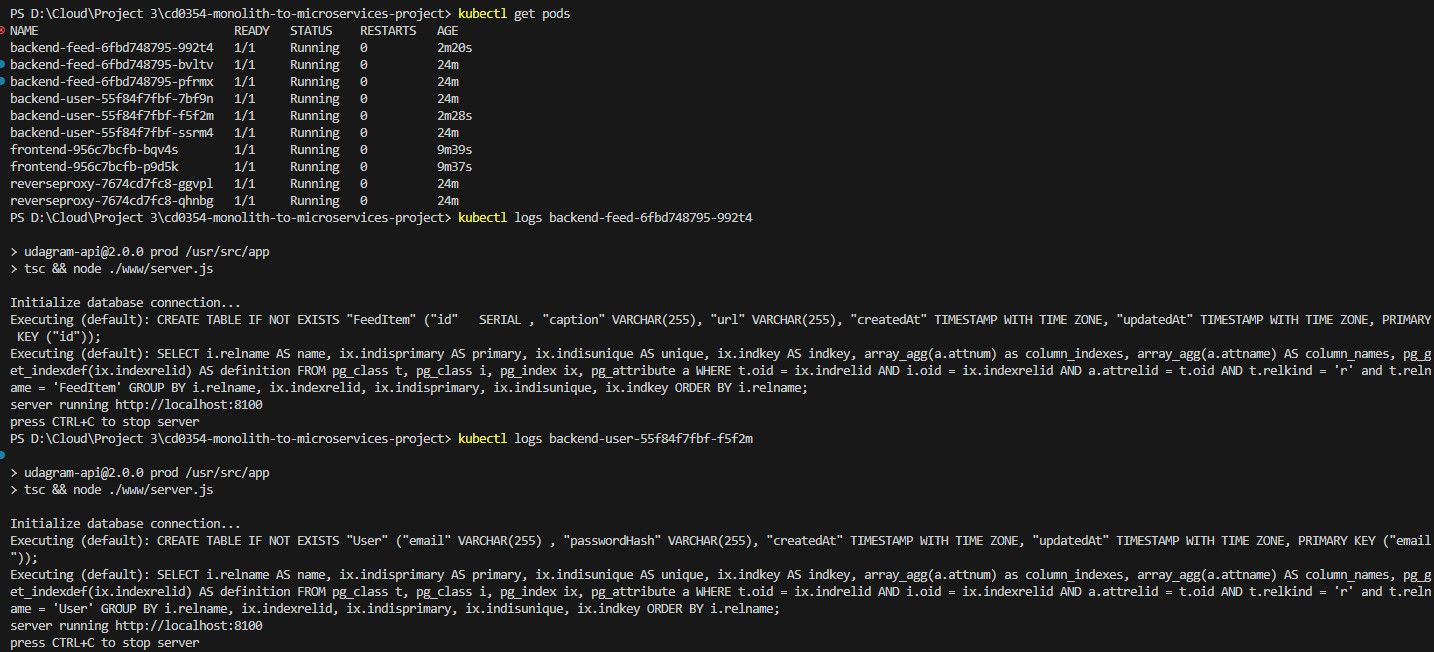 PS D:\Cloud\Project 3\cd0354-monolith-to-microservices-project> kubectl get pods
NAME READY STATUS RESTARTS AGE
backend-feed-6fbd748795-992t4 1/1 Running 0 2m20s
backend-feed-6fbd748795-bvltv 1/1 Running 0 24m
backend-feed-6fbd748795-pfrmx 1/1 Running 0 24m
backend-user-55f84f7fbf-7bf9n 1/1 Running 0 24m
backend-user-55f84f7fbf-f5f2m 1/1 Running 0 2m28s
backend-user-55f84f7fbf-ssrm4 1/1 Running 0 24m
frontend-956c7bcfb-bqv4s 1/1 Running 0 9m39s
frontend-956c7bcfb-p9d5k 1/1 Running 0 9m37s
reverseproxy-7674cd7fc8-ggvpl 1/1 Running 0 24m
reverseproxy-7674cd7fc8-qhnbg 1/1 Running 0 24m
PS D:\Cloud\Project 3\cd0354-monolith-to-microservices-project> kubectl logs backend-feed-6fbd748795-992t4
> udagram-api@2.0.0 prod /usr/src/app
> tsc && node ./www/server.js
Initialize database connection...
Executing (default): CREATE TABLE IF NOT EXISTS "FeedItem" ("id"   SERIAL , "caption" VARCHAR(255), "url" VARCHAR(255), "createdAt" TIMESTAMP WITH TIME ZONE, "updatedAt" TIMESTAMP WITH TIME ZONE, PRIMARY
KEY ("id"));
Executing (default): SELECT i.relname AS name, ix.indisprimary AS primary, ix.indisunique AS unique, ix.indkey AS indkey, array_agg(a.attnum) as column_indexes, array_agg(a.attname) AS column_names, pg_g
et_indexdef(ix.indexrelid) AS definition FROM pg_class t, pg_class i, pg_index ix, pg_attribute a WHERE t.oid = ix.indrelid AND i.oid = ix.indexrelid AND a.attrelid = t.oid AND t.relkind = 'r' and t.reln
ame = 'FeedItem' GROUP BY i.relname, ix.indexrelid, ix.indisprimary, ix.indisunique, ix.indkey ORDER BY i.relname;
server running http://localhost:8100
press CTRL+C to stop server
PS D:\Cloud\Project 3\cd0354-monolith-to-microservices-project> kubectl logs backend-user-55f84f7fbf-f5f2m
> udagram-api@2.0.0 prod /usr/src/app
> tsc && node ./www/server.js
Initialize database connection...
Executing (default): CREATE TABLE IF NOT EXISTS "User" ("email" VARCHAR(255) , "passwordHash" VARCHAR(255), "createdAt" TIMESTAMP WITH TIME ZONE, "updatedAt" TIMESTAMP WITH TIME ZONE, PRIMARY KEY ("email
"));
Executing (default): SELECT i.relname AS name, ix.indisprimary AS primary, ix.indisunique AS unique, ix.indkey AS indkey, array_agg(a.attnum) as column_indexes, array_agg(a.attname) AS column_names, pg_g
et_indexdef(ix.indexrelid) AS definition FROM pg_class t, pg_class i, pg_index ix, pg_attribute a WHERE t.oid = ix.indrelid AND i.oid = ix.indexrelid AND a.attrelid = t.oid AND t.relkind = 'r' and t.reln
ame = 'User' GROUP BY i.relname, ix.indexrelid, ix.indisprimary, ix.indisunique, ix.indkey ORDER BY i.relname;
server running http://localhost:8100
press CTRL+C to stop server